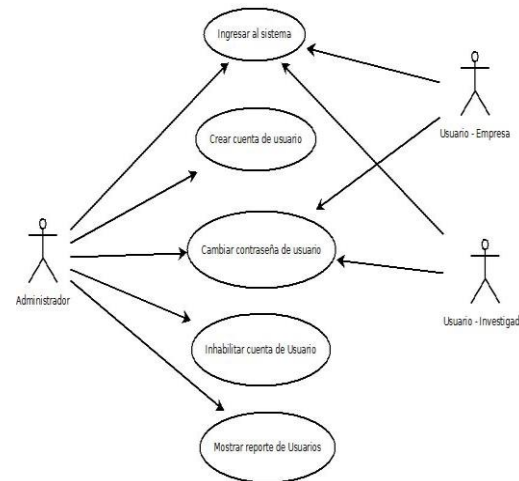 Ingresar al sistema
Usuario - Empresa
Crear cuenta de usuario
Cambiar contraseña de usuario
Administrador
Usuario - Investigad
Inhabilitar cuenta de Usuario
Mostrar reporte de Usuarios